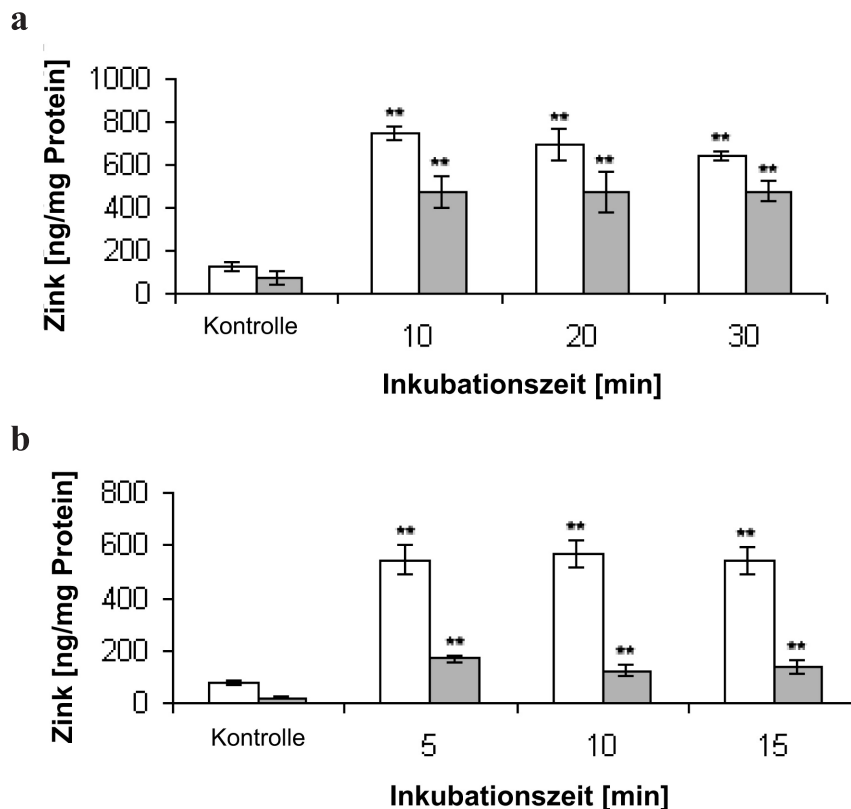 a
Zink [ng/mg Protein]
1000
800
600
400
200
0
** ** ** ** ** **
Kontrolle 10 20 30
Inkubationszeit [min]
b
Zink [ng/mg Protein]
800
600
400
200
0
** ** ** ** ** **
Kontrolle 5 10 15
Inkubationszeit [min]